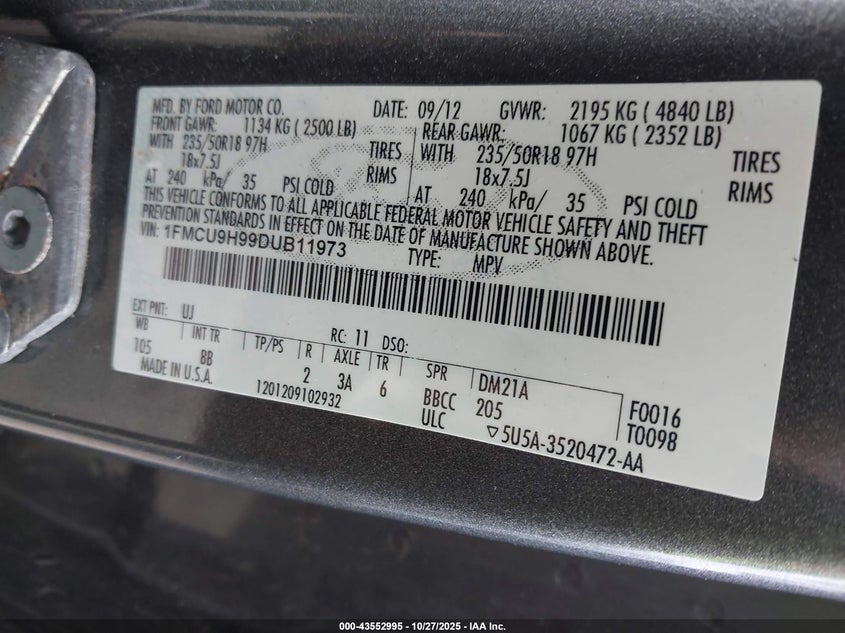 MFD. BY FORD MOTOR CO. DATE: 09/12 GVWR: 2195 KG ( 4840 LB)
FRONT GAWR: 1134 KG ( 2500 LB) REAR GAWR: 1067 KG ( 2352 LB)
WITH 235/50R18 97H TIRES WITH 235/50R18 97H TIRES
18x7.5J RIMS 18x7.5J RIMS
AT 240 kPa/ 35 PSI COLD AT 240 kPa/ 35 PSI COLD
THIS VEHICLE CONFORMS TO ALL APPLICABLE FEDERAL MOTOR VEHICLE SAFETY AND THEFT
PREVENTION STANDARDS IN EFFECT ON THE DATE OF MANUFACTURE SHOWN ABOVE.
VIN: 1FMCU9H99DUB11973 TYPE: MPV
EXT PNT: UJ RC: 11 DSO:
WB INT TR TP/PS R AXLE TR SPR DM21A F0016
105 8B 2 3A 6 BBCC 205 T0098
MADE IN U.S.A. 1201209102932 ULC ▽5U5A-3520472-AA
000-43552995 - 10/27/2025 - IAA Inc.